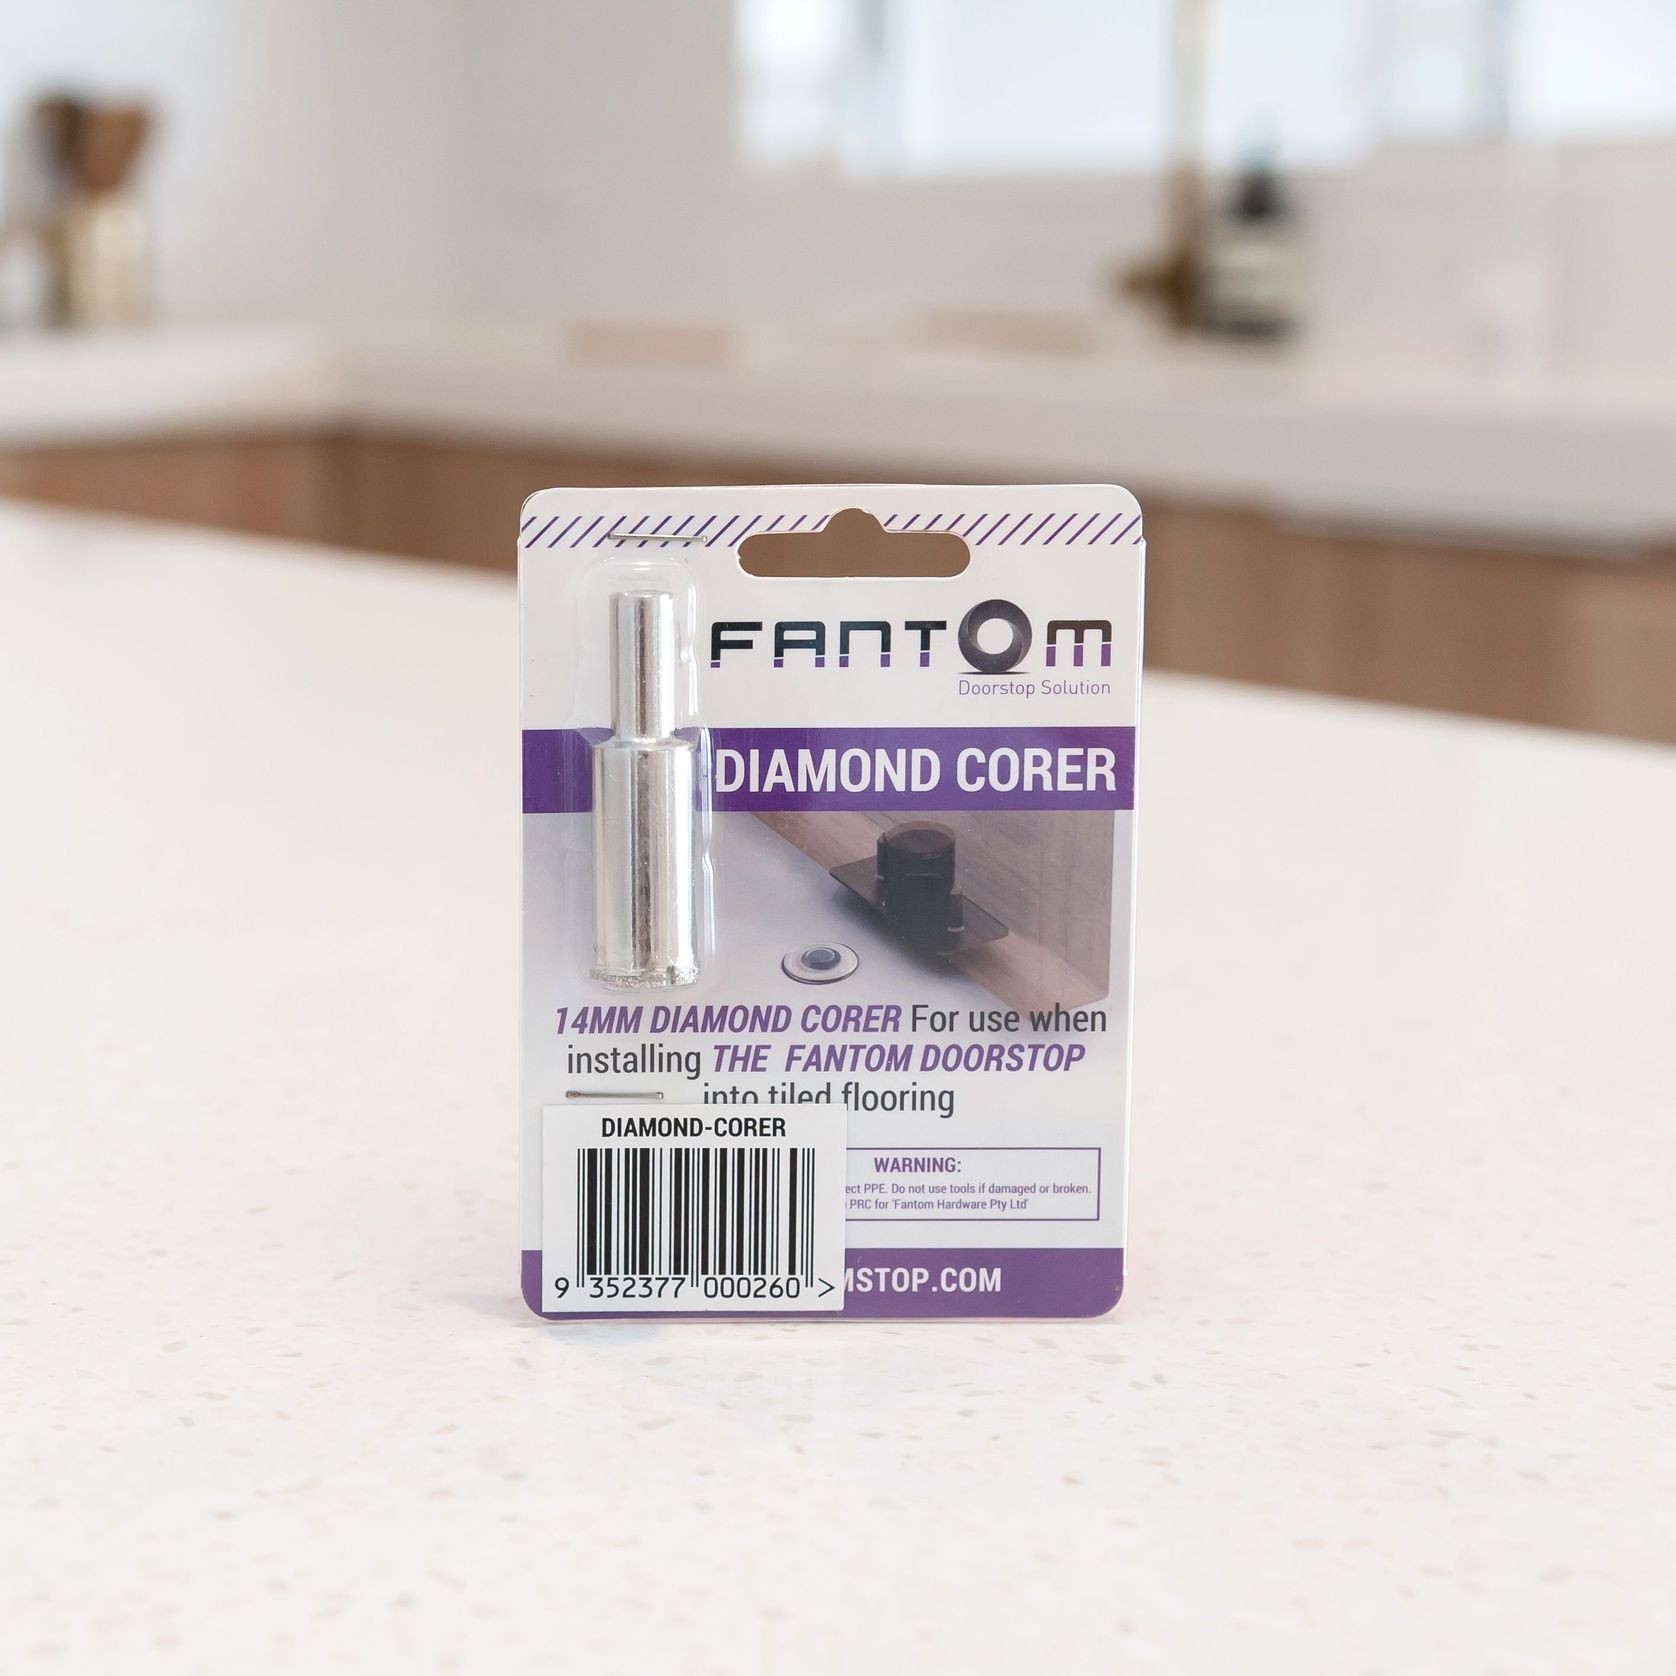 FANTOM
Doorstop Solution
DIAMOND CORER
14MM DIAMOND CORER For use when
installing THE FANTOM DOORSTOP
into tiled flooring
DIAMOND-CORER
9 352377 000260 >
WARNING:
PPE. Do not use tools if damaged or broken.
PRC for 'Fantom Hardware Pty Ltd'
MSTOP.COM